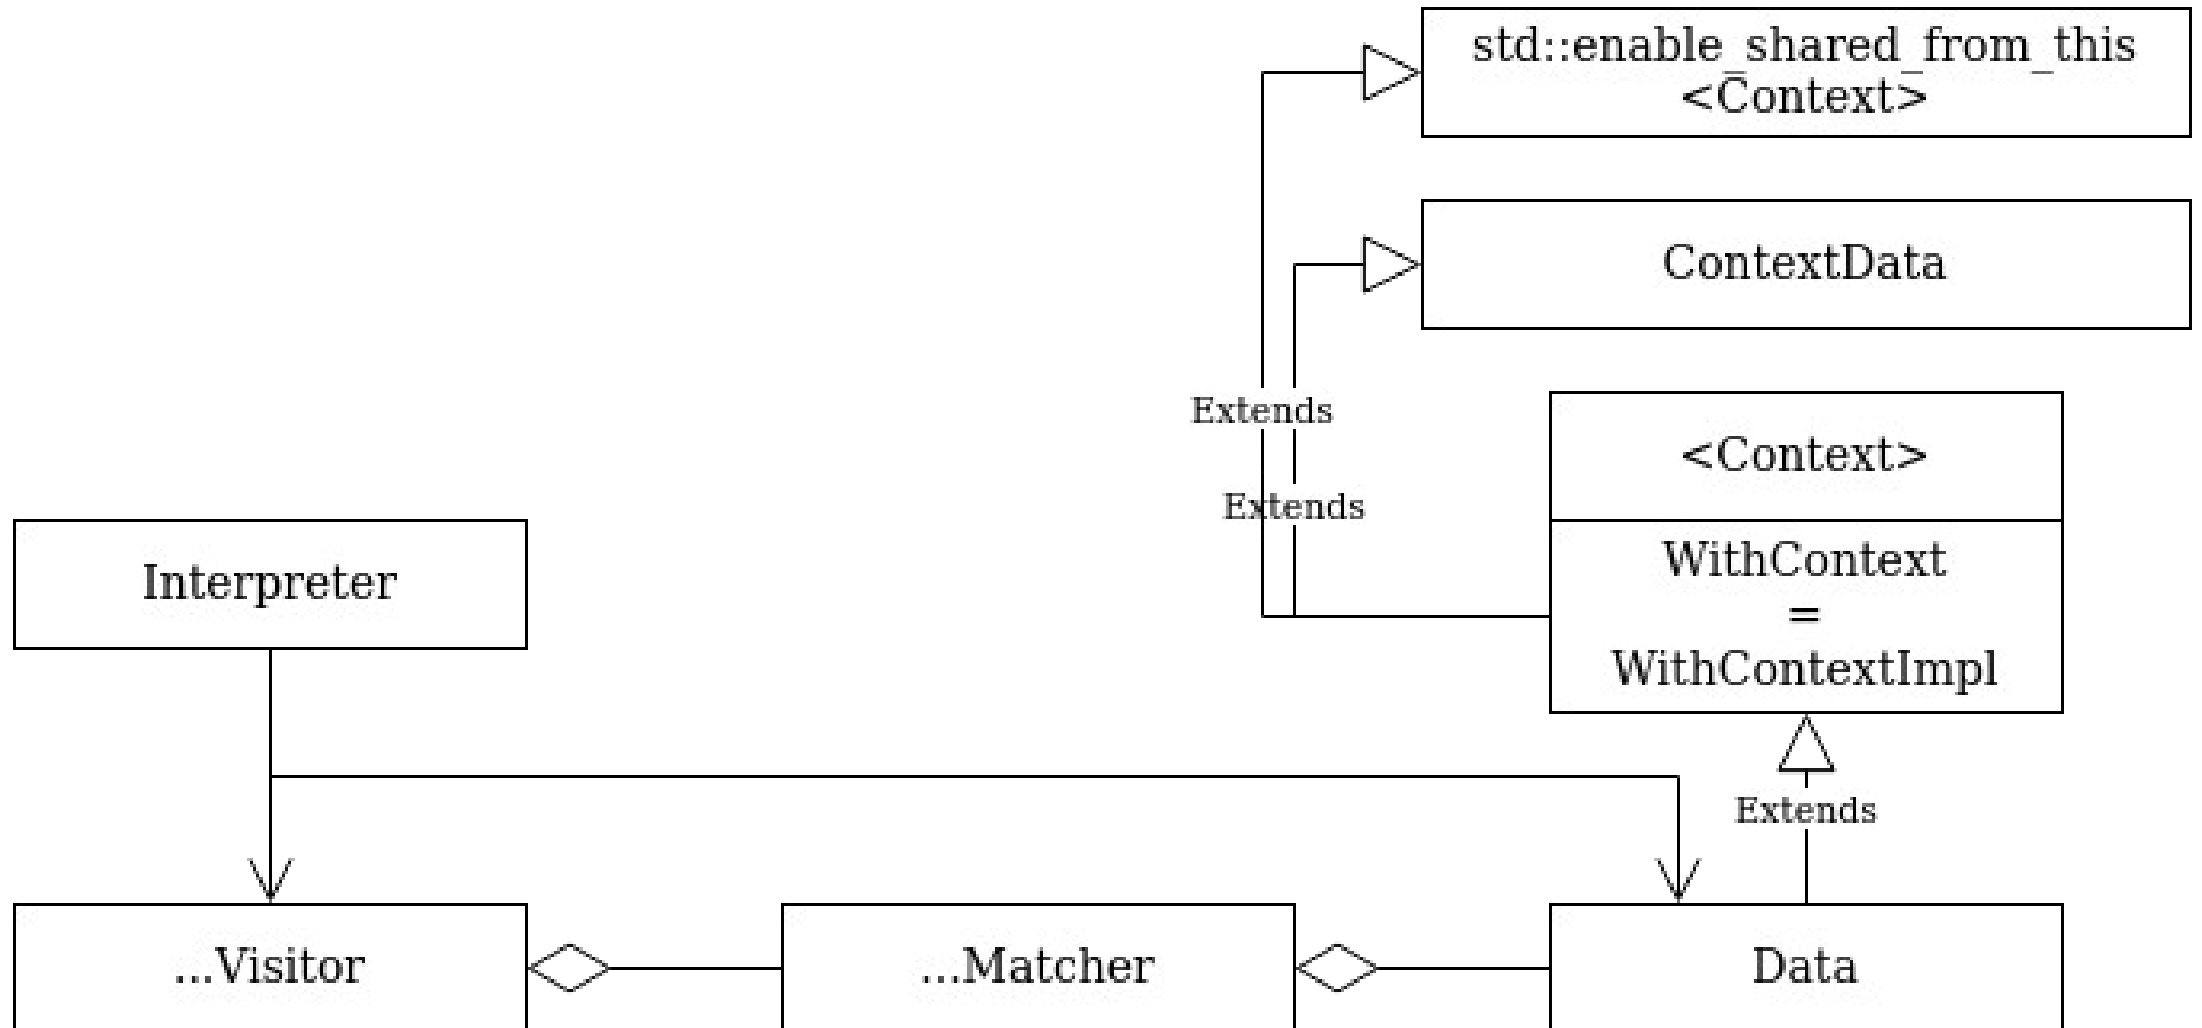 std::enable_shared_from_this
<Context>
ContextData
Extends
<Context>
Extends
Interpreter
WithContext
=
WithContextImpl
Extends
...Visitor
...Matcher
Data